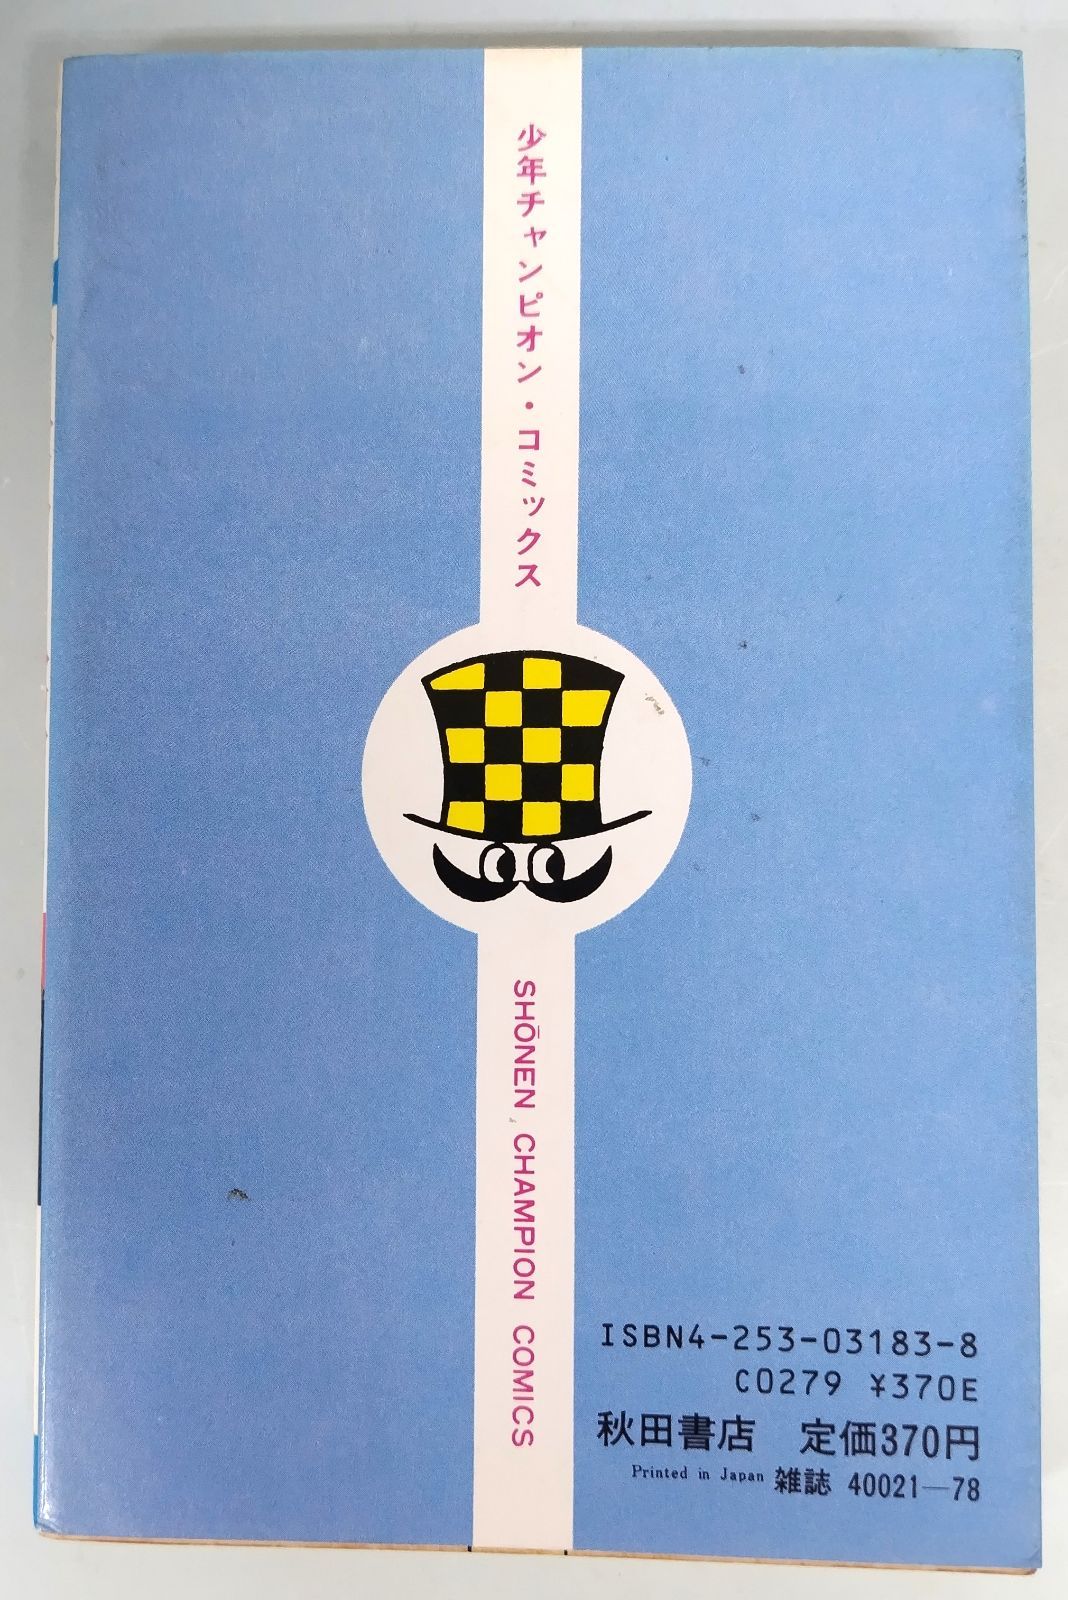 少年チャンピオン・コミックス
SHŌNEN CHAMPION COMICS
ISBN4-253-03183-8
C0279 ¥370E
秋田書店 定価370円
Printed in Japan 雑誌 40021—78